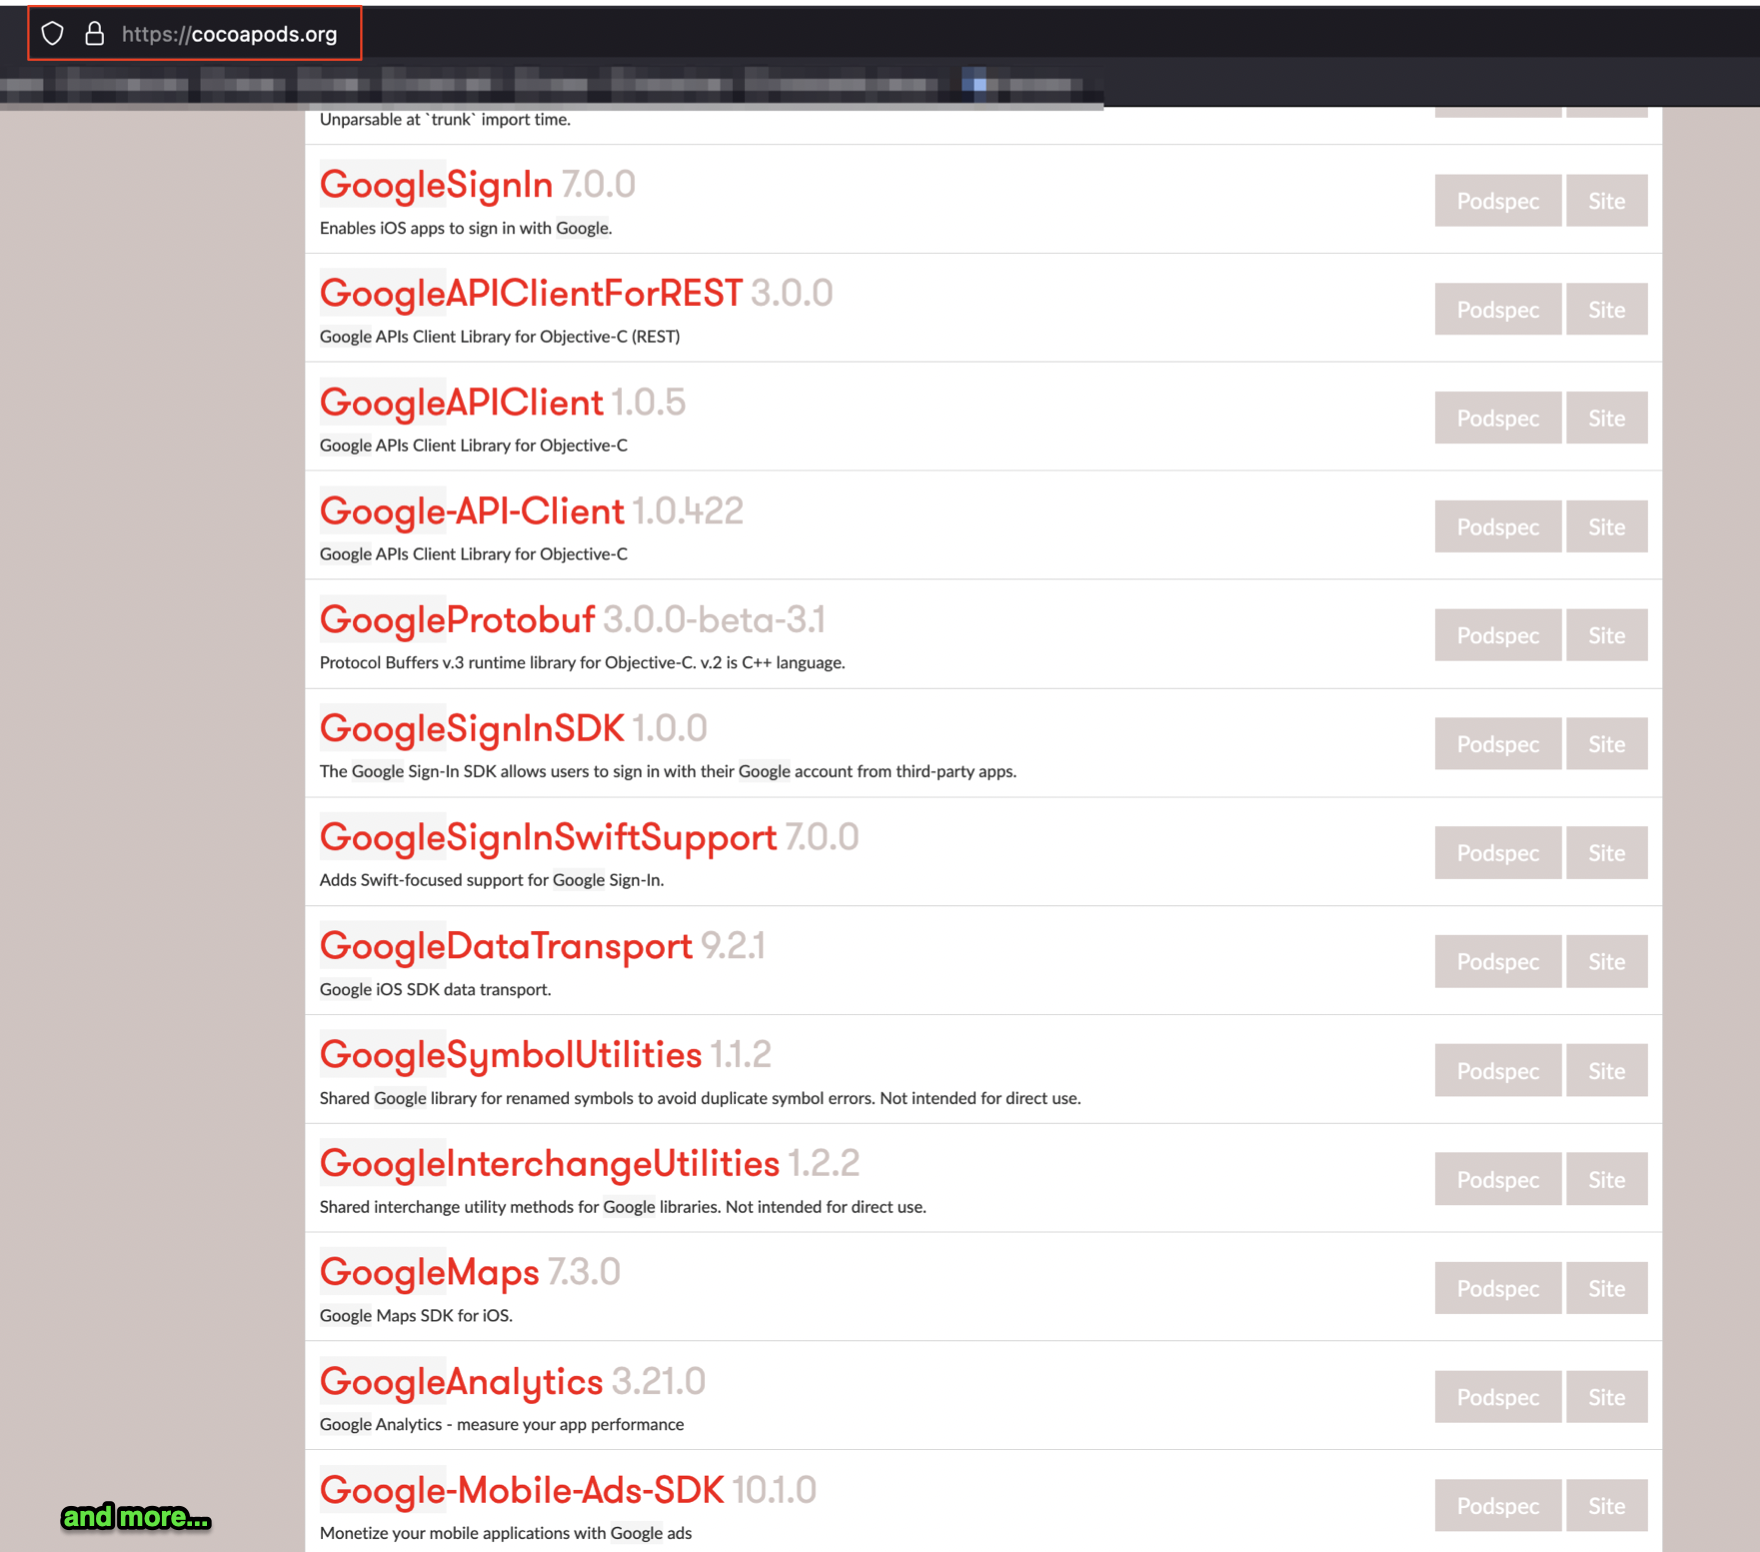 https://cocoapods.org
Unparsable at `trunk` import time.
GoogleSignIn 7.0.0
Podspec Site
Enables iOS apps to sign in with Google.
GoogleAPIClientForREST 3.0.0
Podspec Site
Google APIs Client Library for Objective-C (REST)
GoogleAPIClient 1.0.5
Podspec Site
Google APIs Client Library for Objective-C
Google-API-Client 1.0.422
Podspec Site
Google APIs Client Library for Objective-C
GoogleProtobuf 3.0.0-beta-3.1
Podspec Site
Protocol Buffers v.3 runtime library for Objective-C. v.2 is C++ language.
GoogleSignInSDK 1.0.0
Podspec Site
The Google Sign-In SDK allows users to sign in with their Google account from third-party apps.
GoogleSignInSwiftSupport 7.0.0
Podspec Site
Adds Swift-focused support for Google Sign-In.
GoogleDataTransport 9.2.1
Podspec Site
Google iOS SDK data transport.
GoogleSymbolUtilities 1.1.2
Podspec Site
Shared Google library for renamed symbols to avoid duplicate symbol errors. Not intended for direct use.
GoogleInterchangeUtilities 1.2.2
Podspec Site
Shared interchange utility methods for Google libraries. Not intended for direct use.
GoogleMaps 7.3.0
Podspec Site
Google Maps SDK for iOS.
GoogleAnalytics 3.21.0
Podspec Site
Google Analytics - measure your app performance
Google-Mobile-Ads-SDK 10.1.0
Podspec Site
Monetize your mobile applications with Google ads
and more...